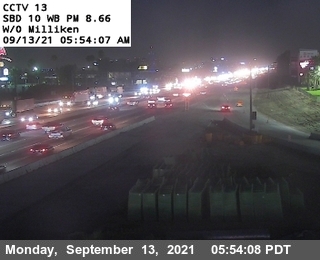 CCTV 13
SBD 10 WB PM 8.66
W/O Milliken
09/13/21 05:54:07 AM
Monday, September 13, 2021 05:54:08 PDT